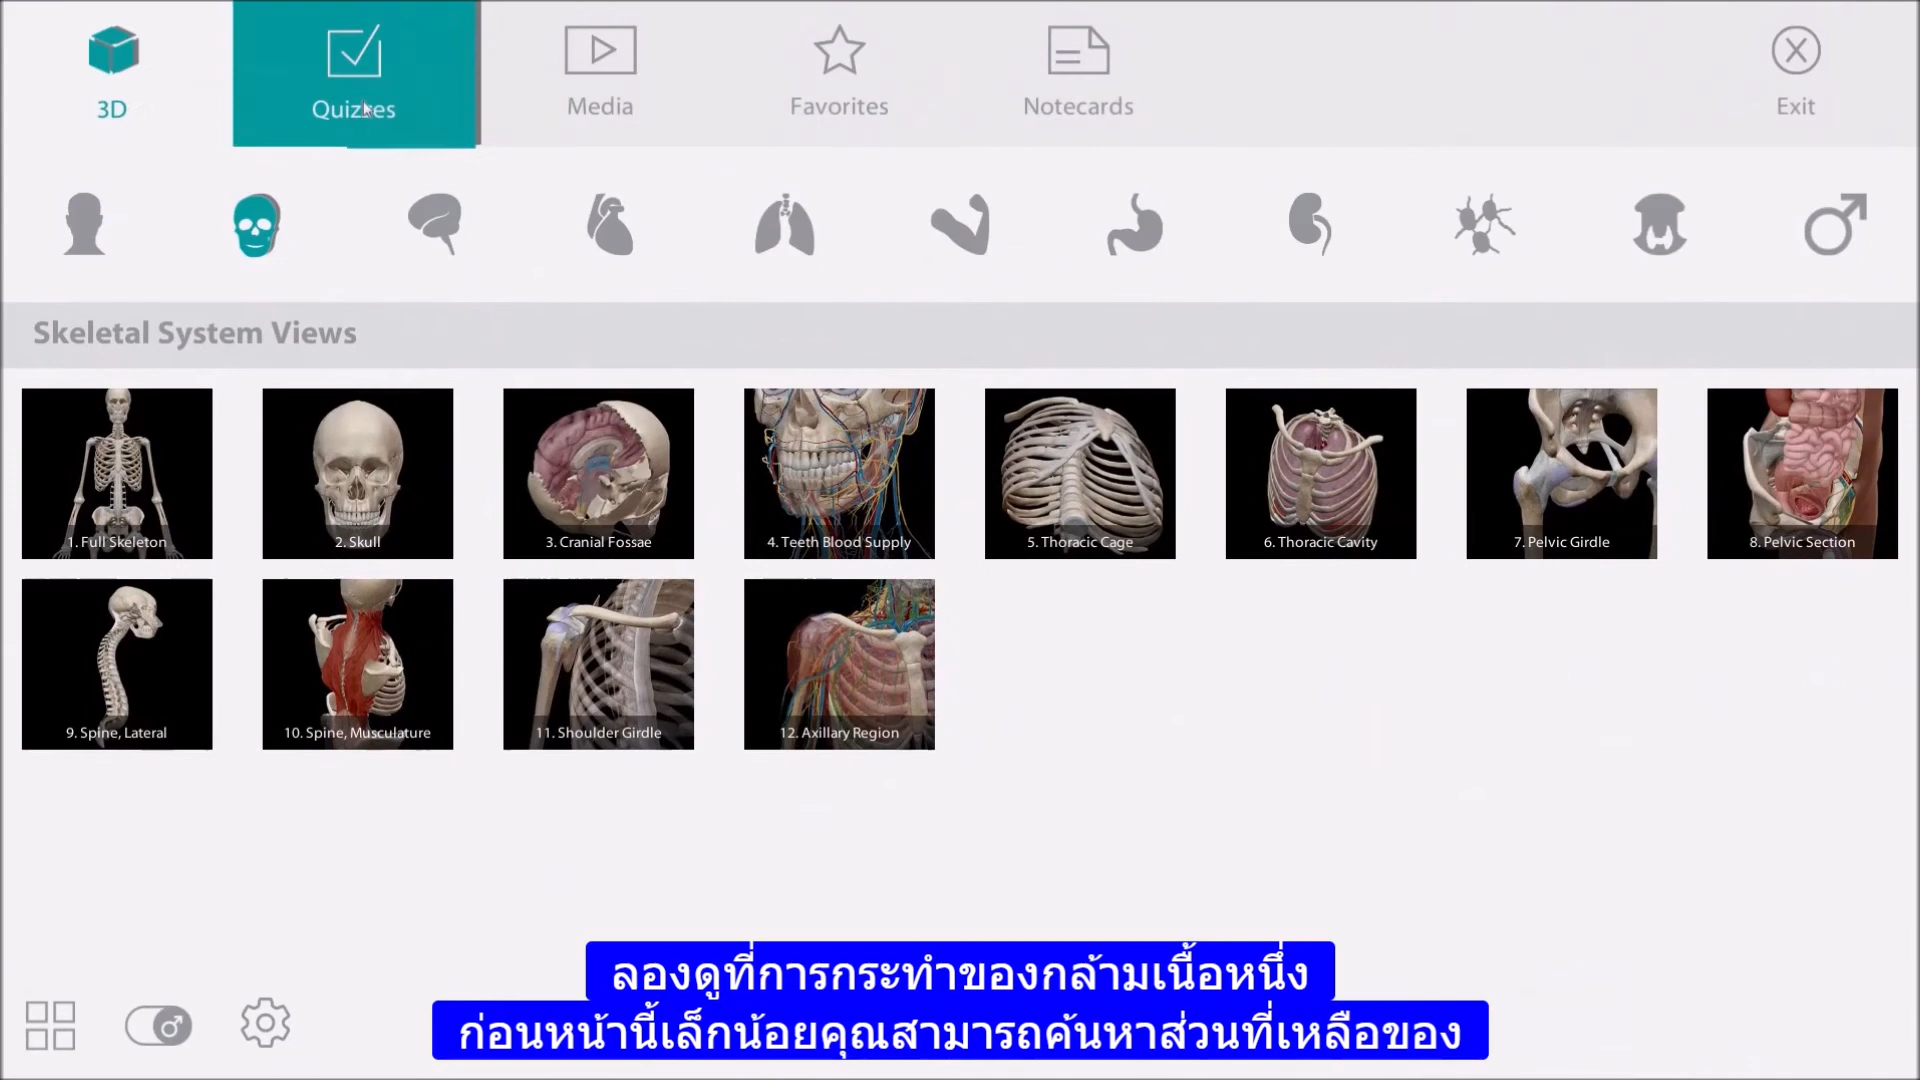 3D
Quizzes
Media
Favorites
Notecards
Exit
Skeletal System Views
1. Full Skeleton
2. Skull
3. Cranial Fossae
4. Teeth Blood Supply
5. Thoracic Cage
6. Thoracic Cavity
7. Pelvic Girdle
8. Pelvic Section
9. Spine, Lateral
10. Spine, Musculature
11. Shoulder Girdle
12. Axillary Region
ลองดูที่การกระทำของกล้ามเนื้อหนึ่ง
ก่อนหน้านี้เล็กน้อยคุณสามารถค้นหาส่วนที่เหลือของ